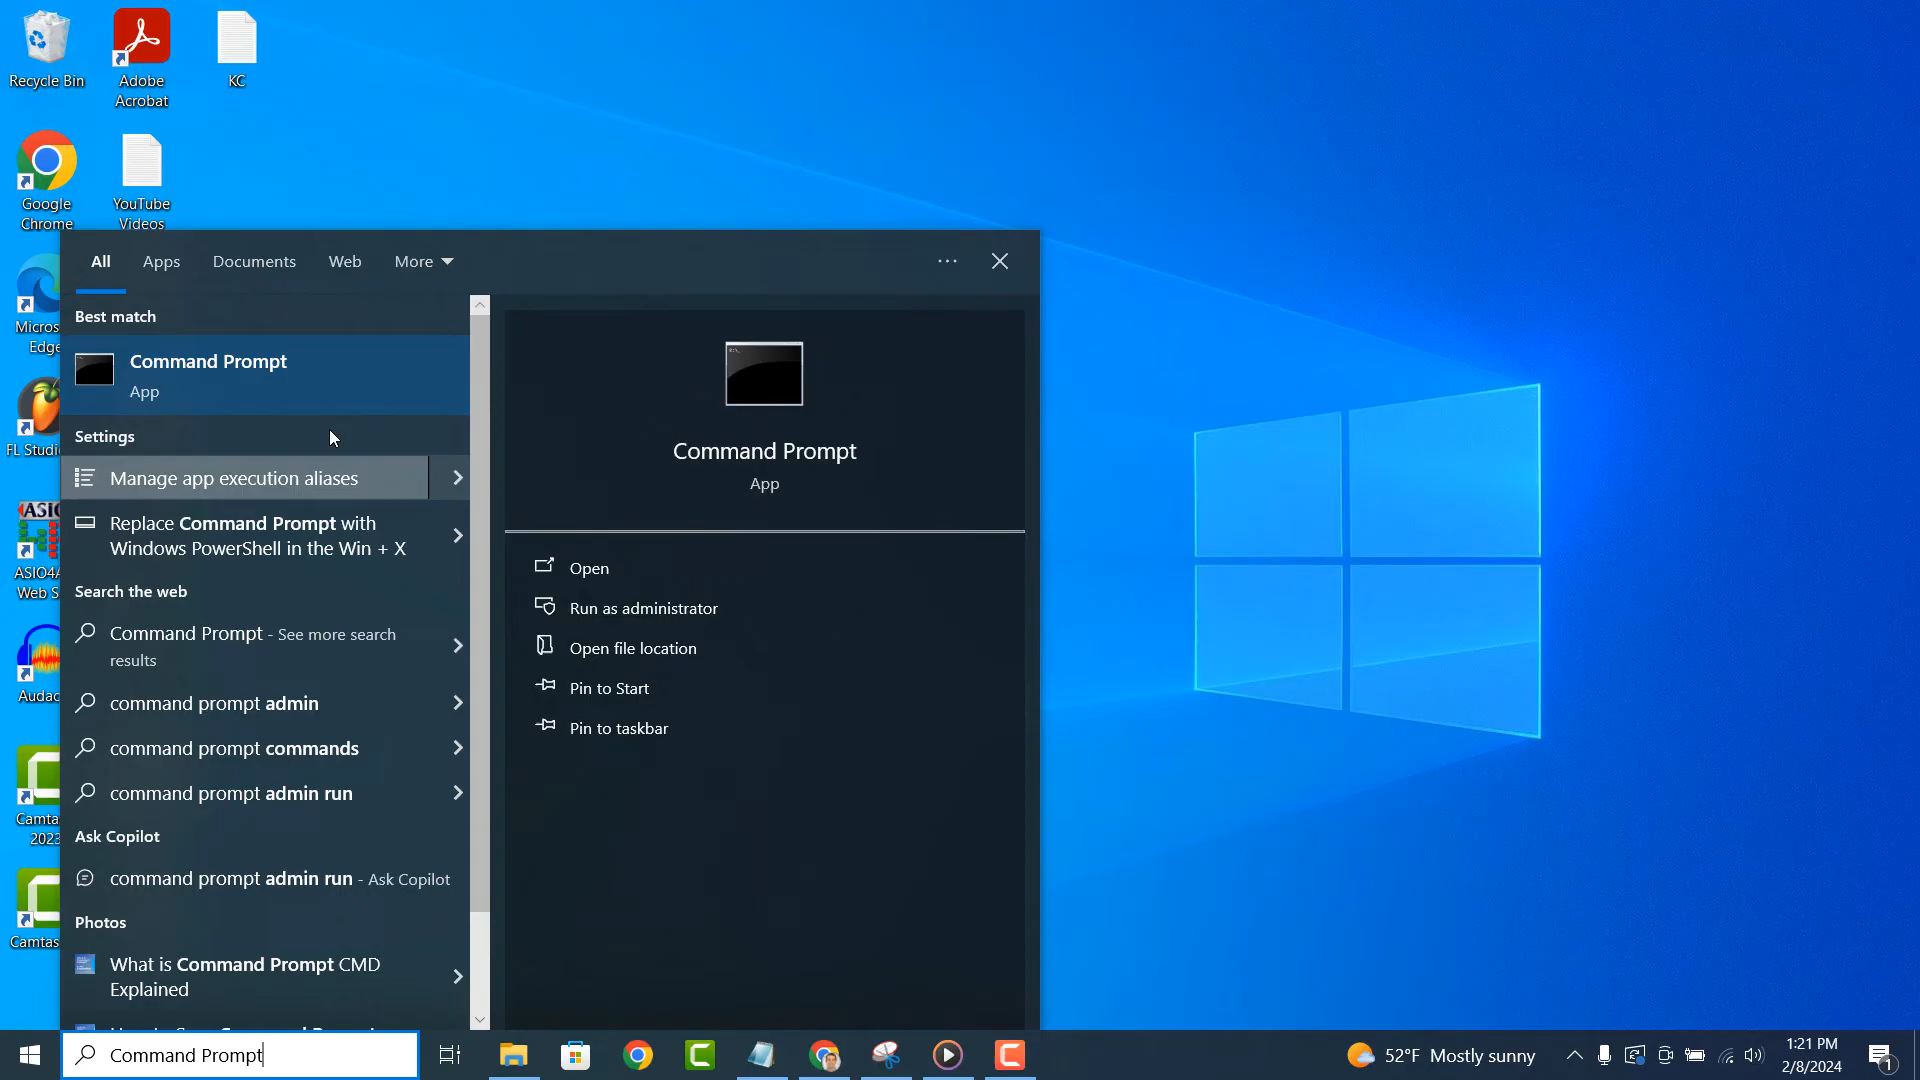 Recycle Bin
Adobe
Acrobat
KC
Google
Chrome
YouTube
Videos
Micros
Edge
FL Studi
ASIO
ASIO4A
Web S
Audac
Camta
2023
Camtas
All
Apps
Documents
Web
More
Best match
Command Prompt
App
Settings
Manage app execution aliases
Replace Command Prompt with
Windows PowerShell in the Win + X
Search the web
Command Prompt - See more search
results
command prompt admin
command prompt commands
command prompt admin run
Ask Copilot
command prompt admin run - Ask Copilot
Photos
What is Command Prompt CMD
Explained
Command Prompt
App
Open
Run as administrator
Open file location
Pin to Start
Pin to taskbar
Command Prompt
52°F Mostly sunny
1:21 PM
2/8/2024
1